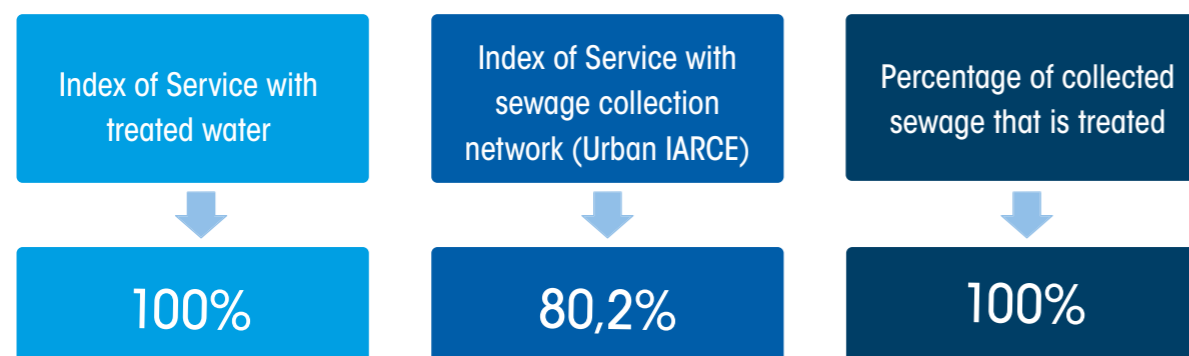 Index of Service with
treated water
100%
Index of Service with
sewage collection
network (Urban IARCE)
80,2%
Percentage of collected
sewage that is treated
100%